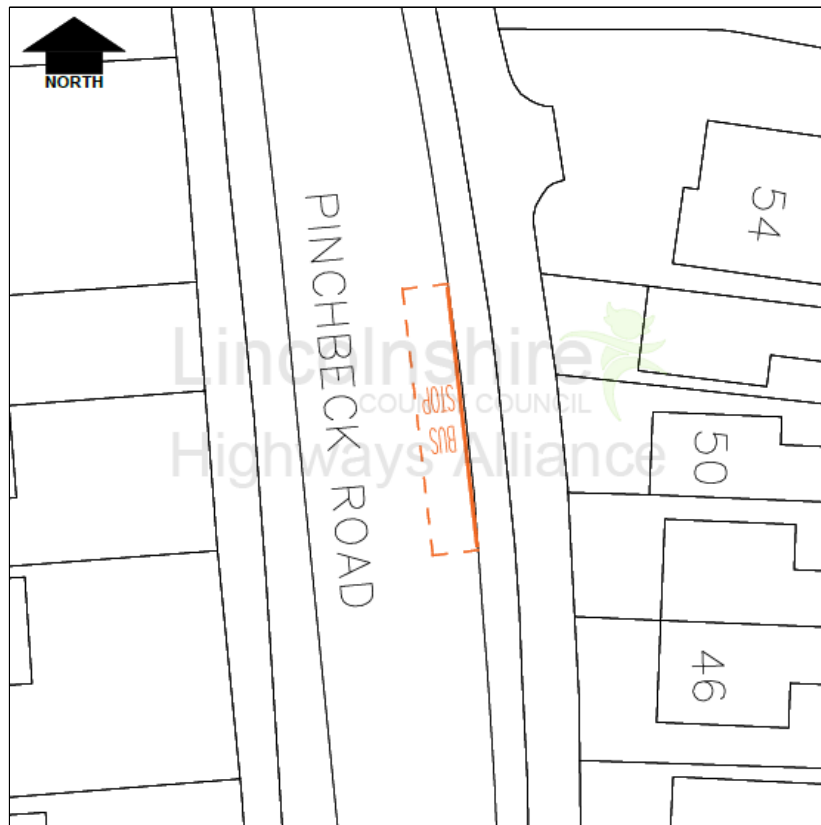 NORTH
54
PINCHBECK ROAD
Lincolnshire
COUNTY COUNCIL
Highways Alliance
BUS
STOP
50
46